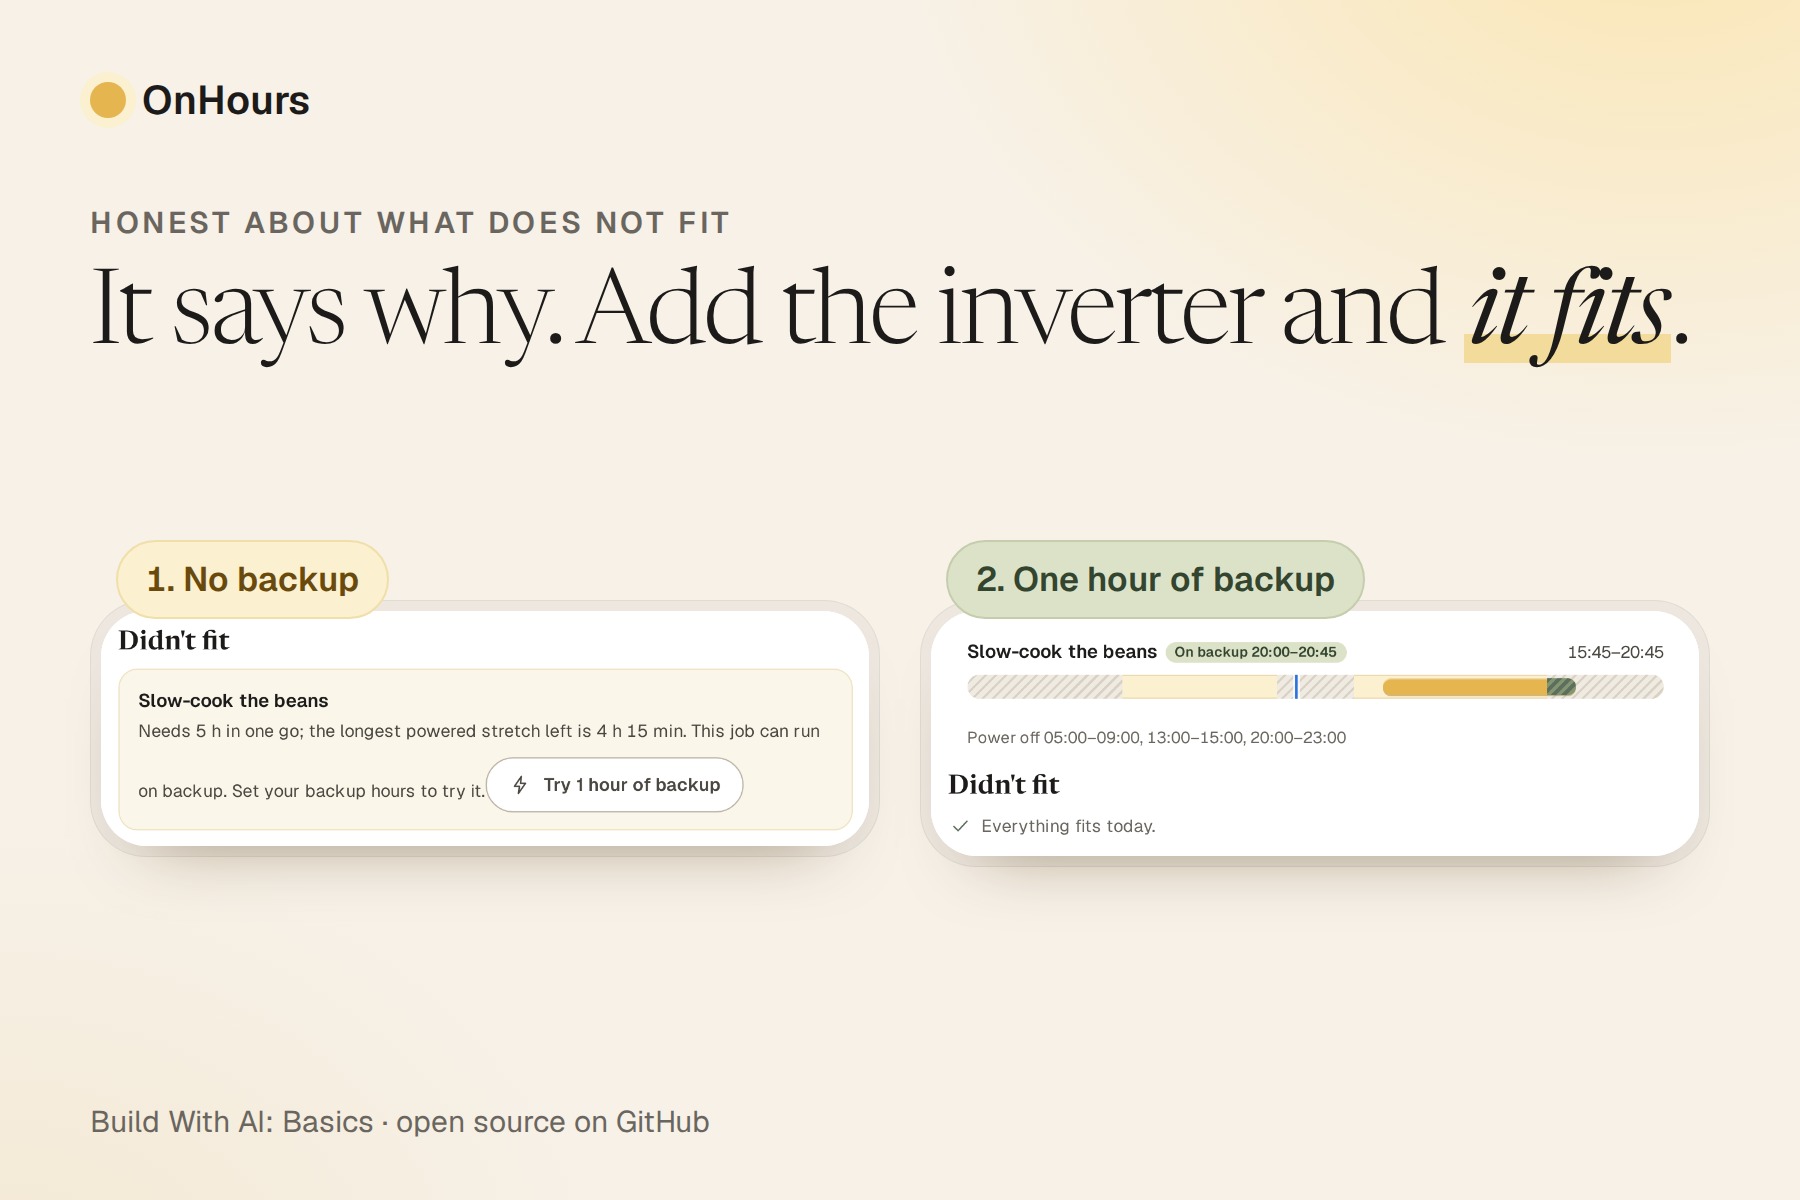 OnHours
HONEST ABOUT WHAT DOES NOT FIT
It says why. Add the inverter and it fits.
1. No backup
Didn't fit
Slow-cook the beans
Needs 5 h in one go; the longest powered stretch left is 4 h 15 min. This job can run
on backup. Set your backup hours to try it. Try 1 hour of backup
2. One hour of backup
Slow-cook the beans On backup 20:00–20:45 15:45–20:45
Power off 05:00–09:00, 13:00–15:00, 20:00–23:00
Didn't fit
Everything fits today.
Build With AI: Basics · open source on GitHub